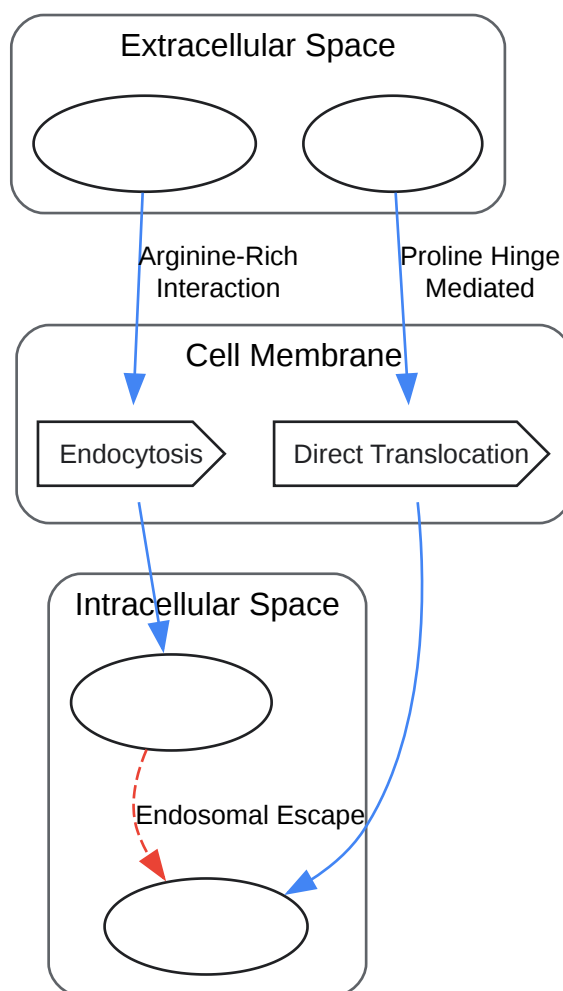 Extracellular Space
Arginine-Rich
Interaction
Proline Hinge
Mediated
Cell Membrane
Endocytosis
Direct Translocation
Intracellular Space
Endosomal Escape